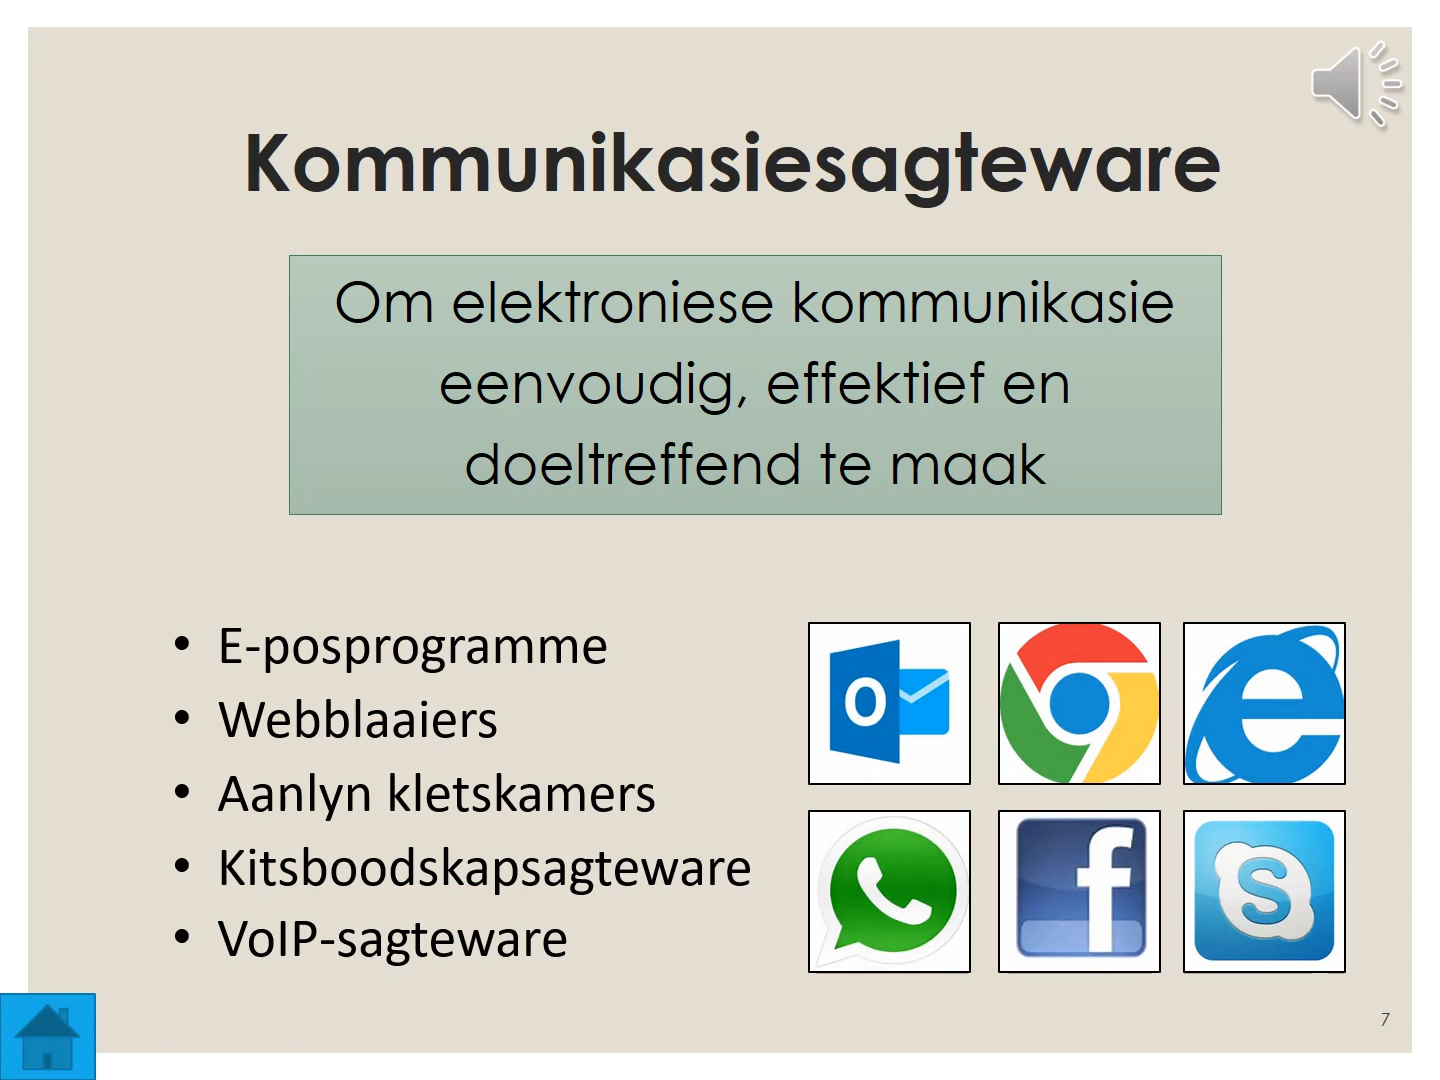 Kommunikasiesagteware
Om elektroniese kommunikasie
eenvoudig, effektief en
doeltreffend te maak
• E-posprogramme
• Webblaaiers
• Aanlyn kletskamers
• Kitsboodskapsagteware
• VoIP-sagteware
7